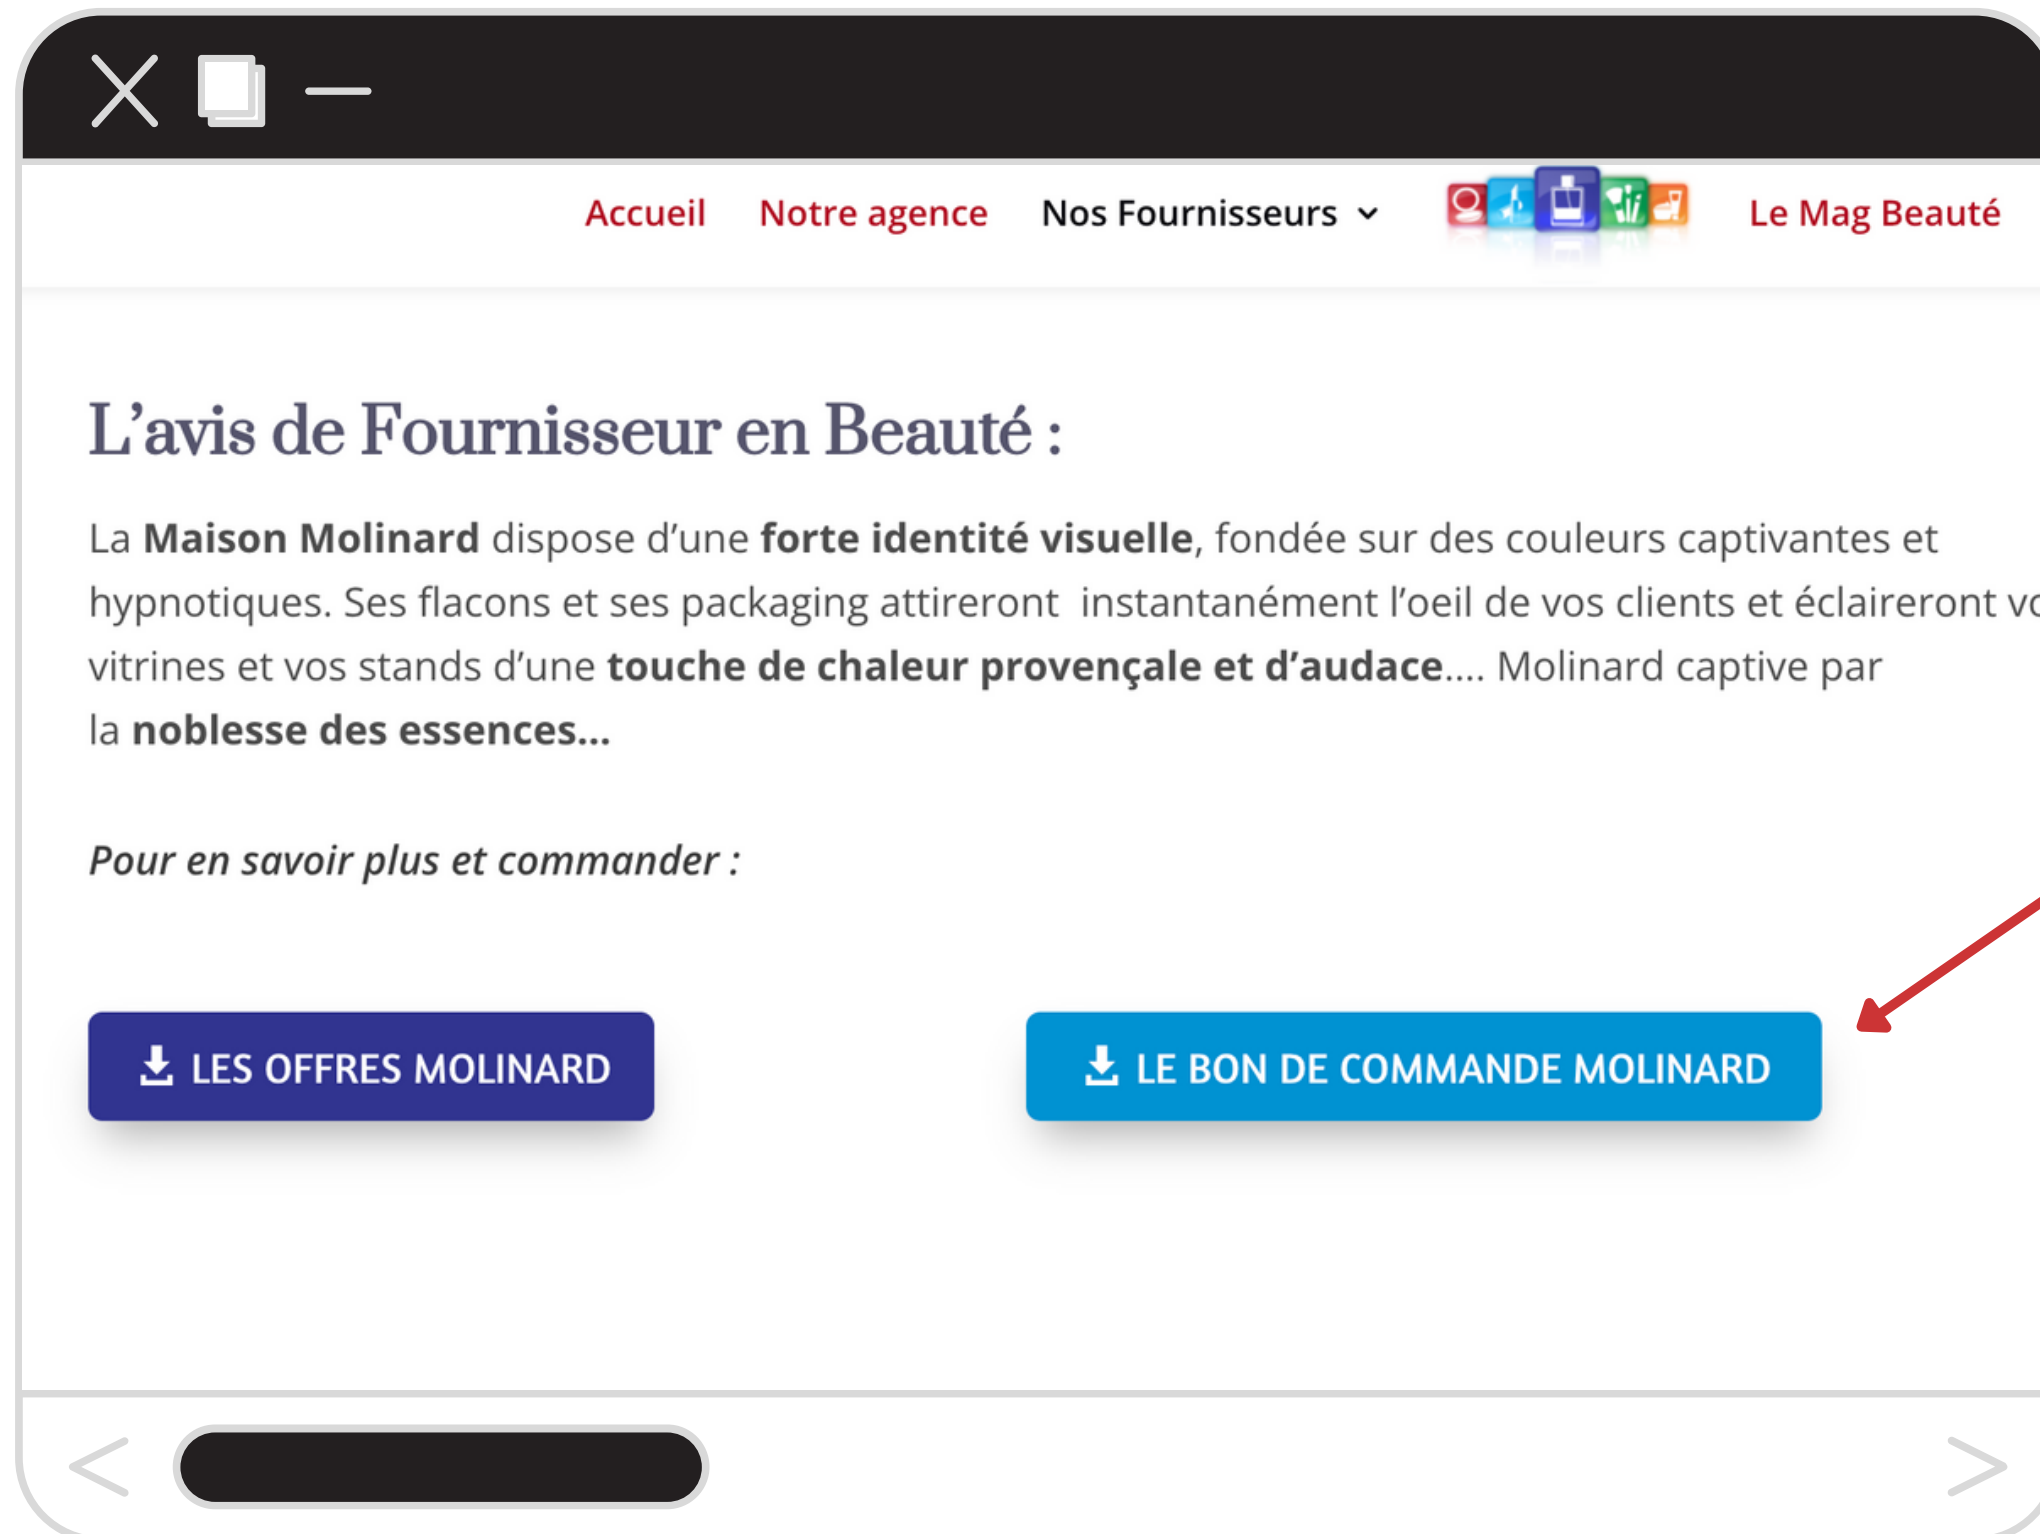 Accueil Notre agence Nos Fournisseurs Le Mag Beauté
L’avis de Fournisseur en Beauté :
La Maison Molinard dispose d’une forte identité visuelle, fondée sur des couleurs captivantes et
hypnotiques. Ses flacons et ses packaging attireront instantanément l’oeil de vos clients et éclaireront
vitrines et vos stands d’une touche de chaleur provençale et d’audace.... Molinard captive par
la noblesse des essences...
Pour en savoir plus et commander :
LES OFFRES MOLINARD
LE BON DE COMMANDE MOLINARD